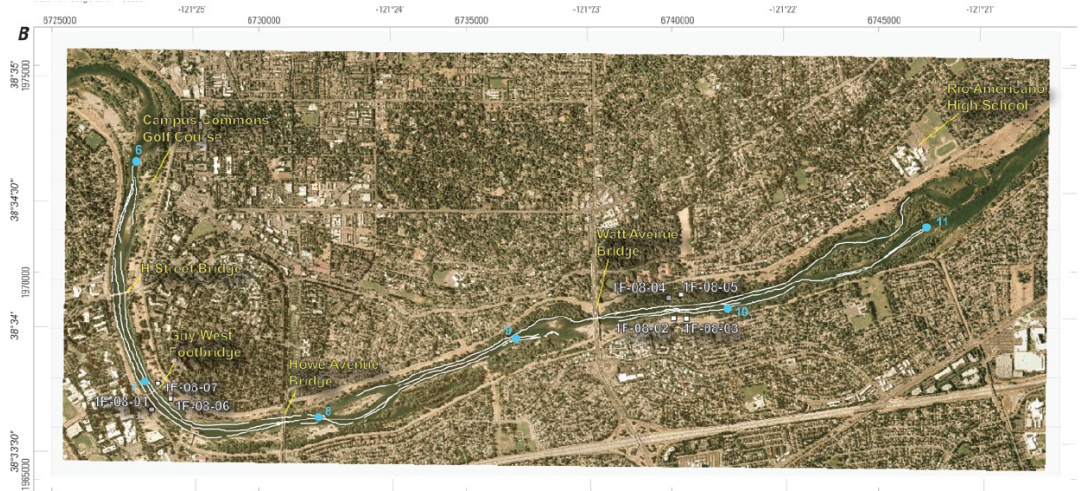 -121°25'
-121°24'
-121°23'
-121°22'
-121°21'
6725000
6730000
6735000
6740000
6745000
B
38°35'
1975000
38°34'30"
1970000
38°34'
38°33'30"
1965000
Rio Americano
High School
Campus Commons
Golf Course
6
11
Watt Avenue
Bridge
H Street Bridge
1F-08-04
1F-08-05
10
1F-08-02
1F-08-03
9
Guy West
Footbridge
Howe Avenue
Bridge
1F-08-07
1F-08-01
1F-08-06
8